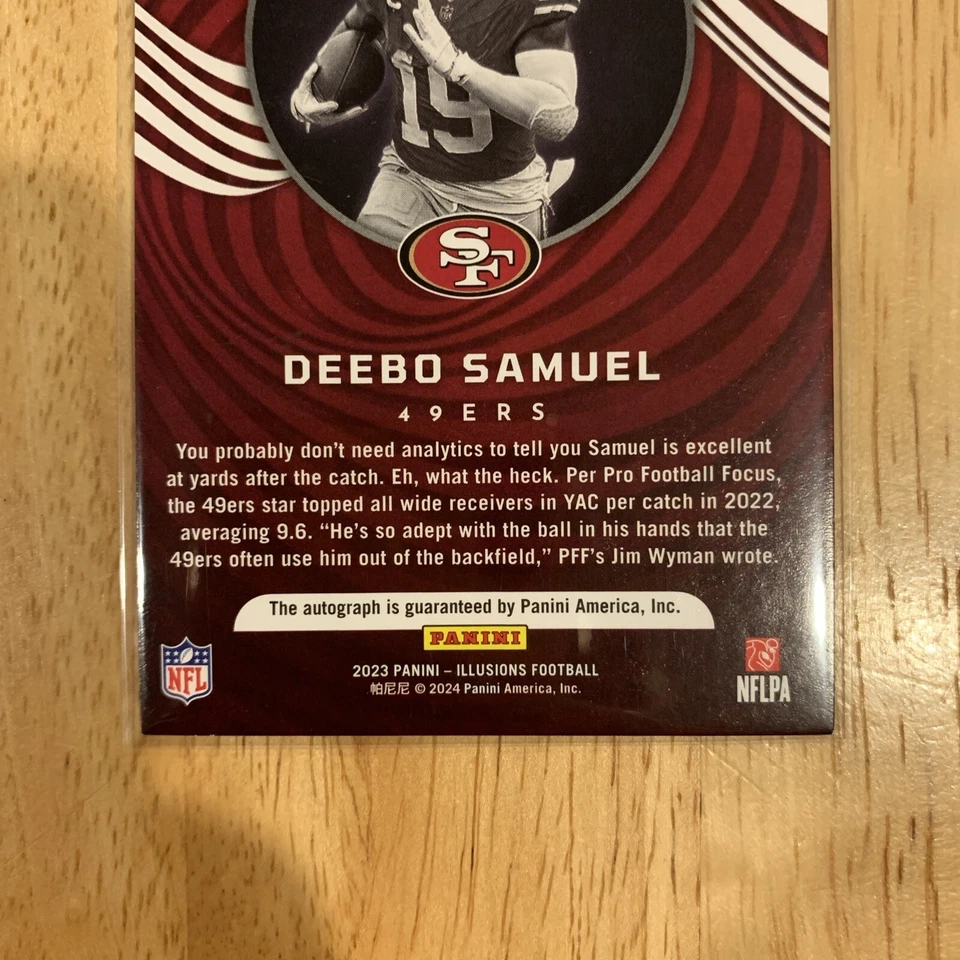 19
SF
DEEBO SAMUEL
49ERS
You probably don't need analytics to tell you Samuel is excellent
at yards after the catch. Eh, what the heck. Per Pro Football Focus,
the 49ers star topped all wide receivers in YAC per catch in 2022,
averaging 9.6. “He's so adept with the ball in his hands that the
49ers often use him out of the backfield,” PFF's Jim Wyman wrote.
The autograph is guaranteed by Panini America, Inc.
PANINI
NFL
2023 PANINI – ILLUSIONS FOOTBALL
帕尼尼 © 2024 Panini America, Inc.
NFLPA